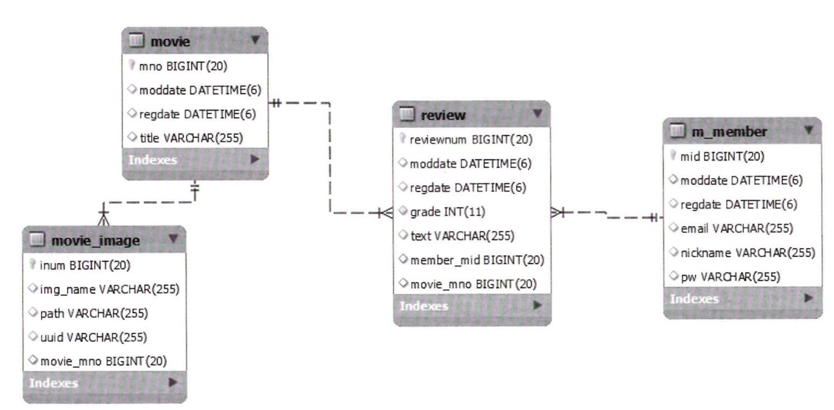 movie
mno BIGINT(20)
moddate DATETIME(6)
regdate DATETIME(6)
title VARCHAR(255)
Indexes
movie_image
inum BIGINT(20)
img_name VARCHAR(255)
path VARCHAR(255)
uuid VARCHAR(255)
movie_mno BIGINT(20)
Indexes
review
reviewnum BIGINT(20)
moddate DATETIME(6)
regdate DATETIME(6)
grade INT(11)
text VARCHAR(255)
member_mid BIGINT(20)
movie_mno BIGINT(20)
Indexes
m_member
mid BIGINT(20)
moddate DATETIME(6)
regdate DATETIME(6)
email VARCHAR(255)
nickname VARCHAR(255)
pw VARCHAR(255)
Indexes